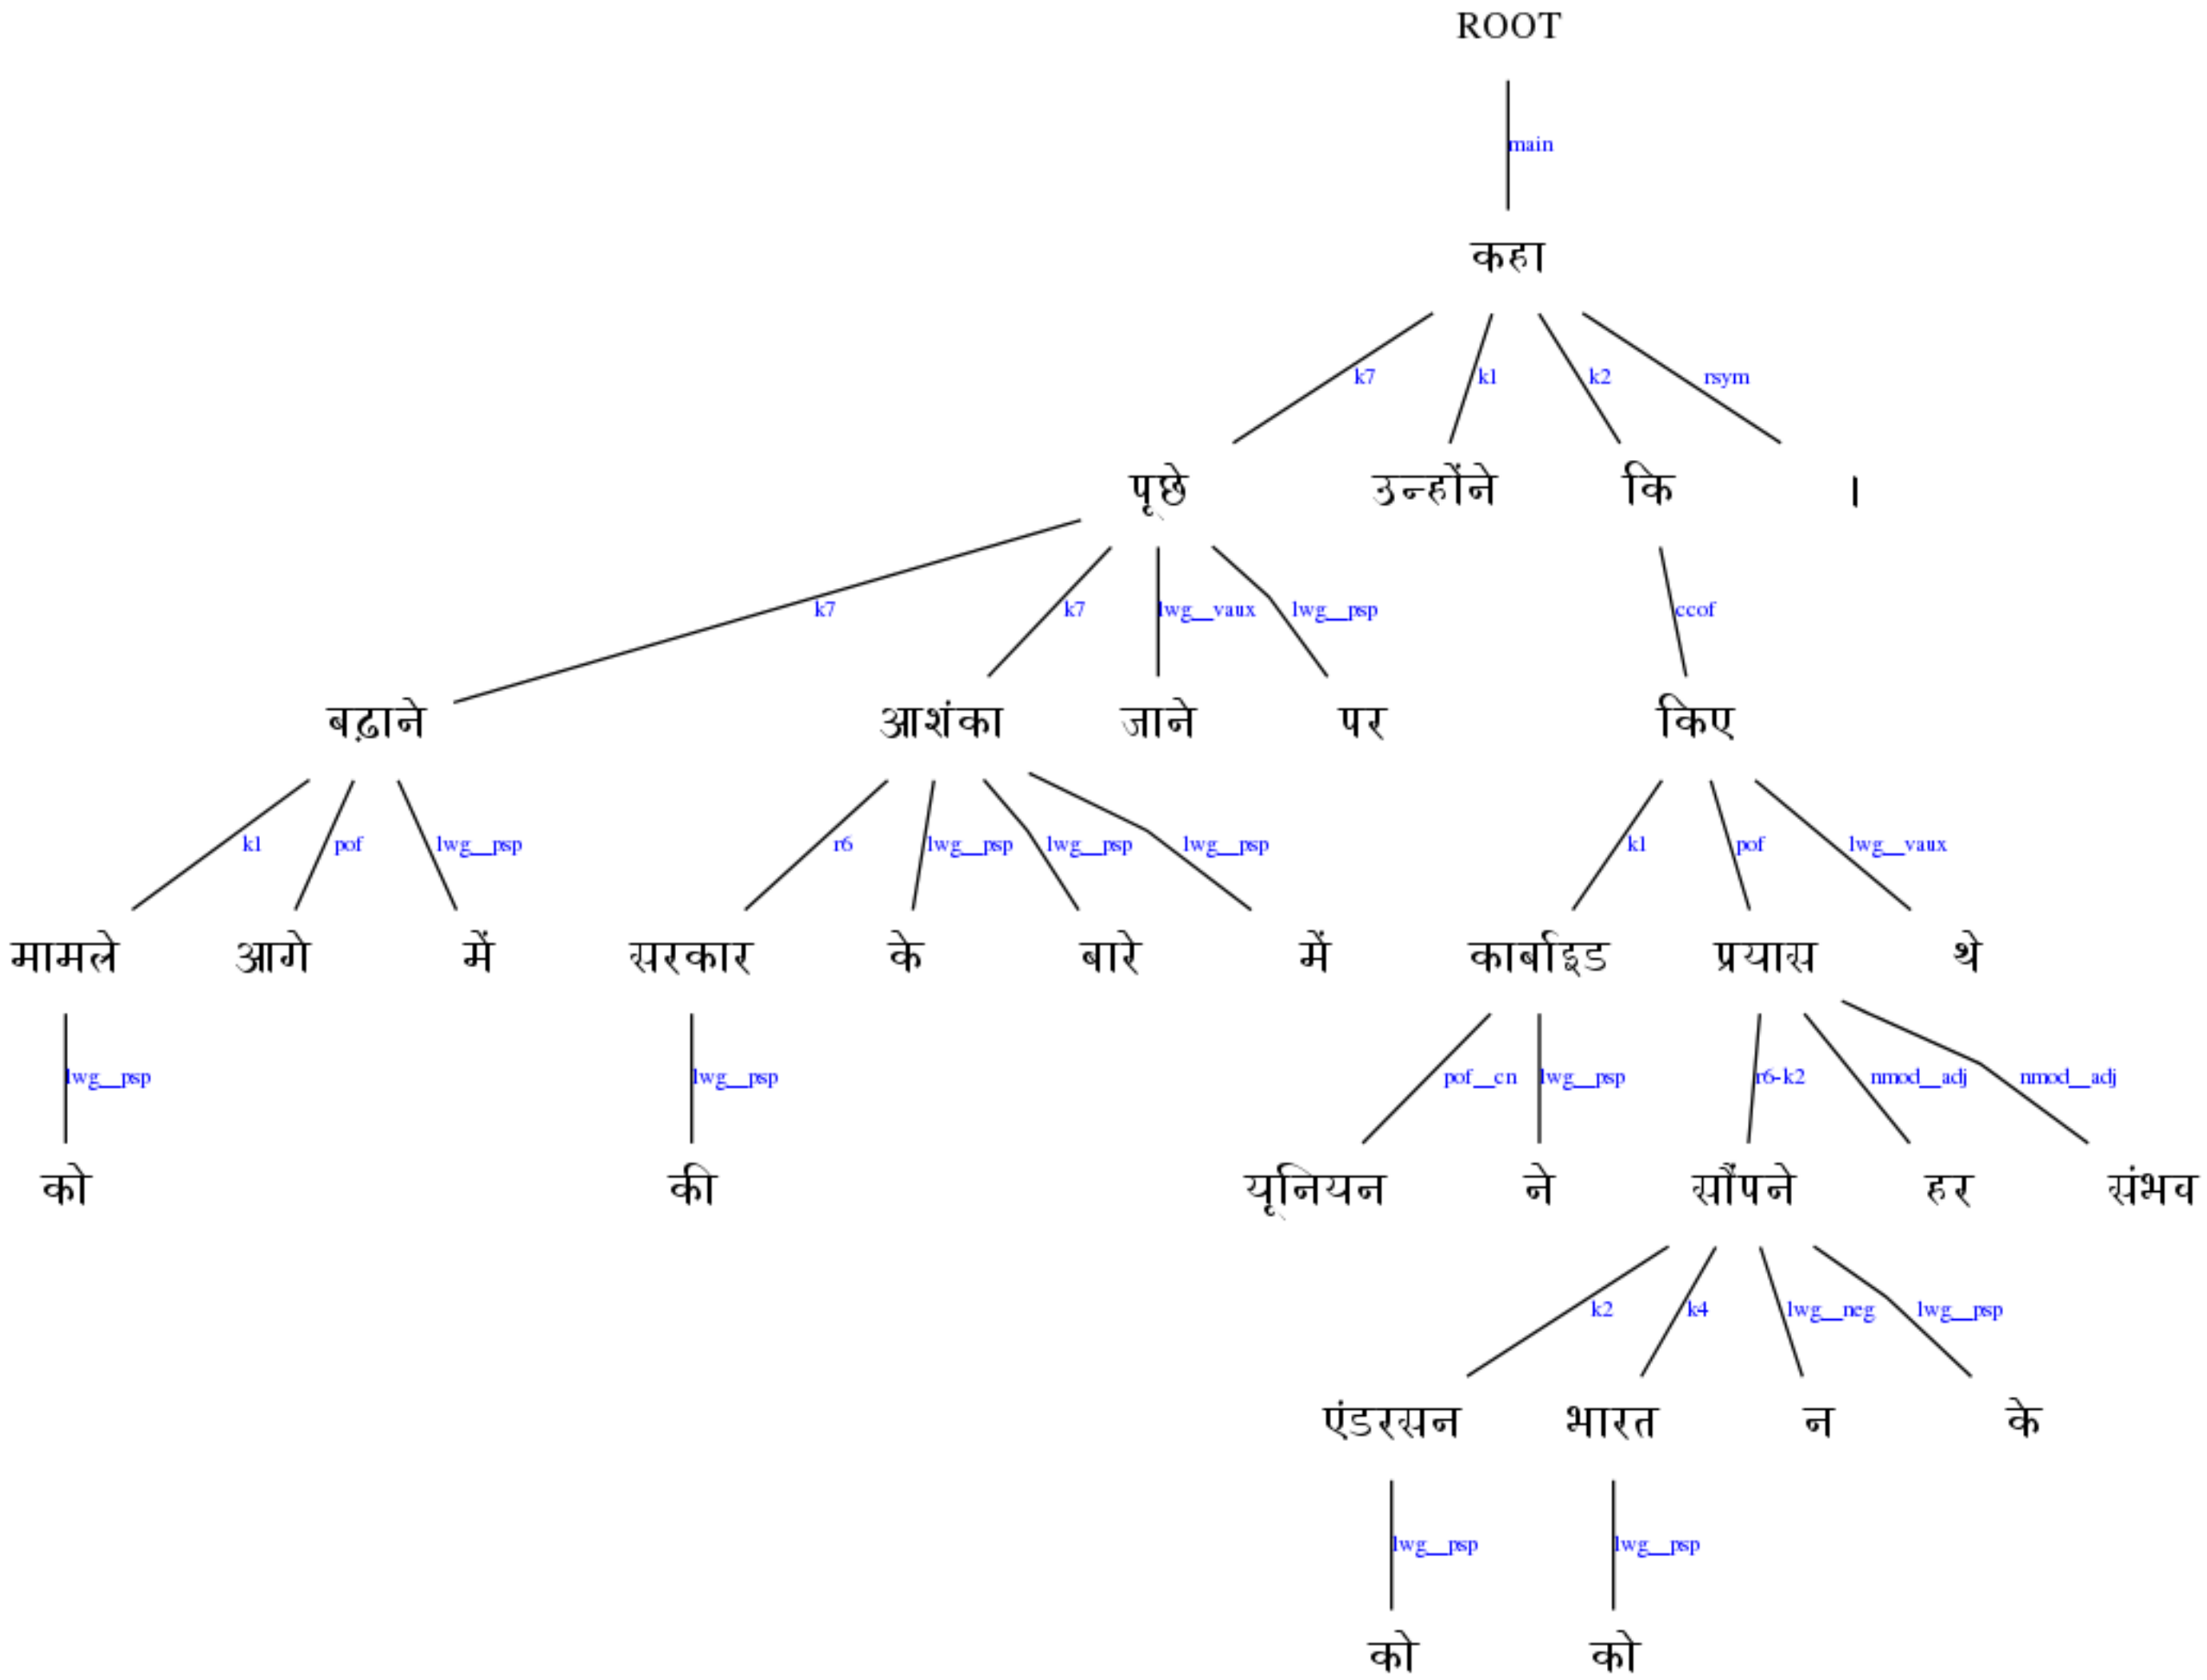 ROOT
main
कहा
k7 k1 k2 rsym
पूछे उन्होंने कि ।
k7 k7 lwg__vaux lwg__psp ccof
बढ़ाने आशंका जाने पर किए
k1 pof lwg__psp r6 lwg__psp lwg__psp lwg__psp k1 pof lwg__vaux
मामले आगे में सरकार के बारे में कार्बाइड प्रयास थे
lwg__psp lwg__psp pof__cn lwg__psp r6-k2 nmod__adj nmod__adj
को की यूनियन ने सौंपने हर संभव
k2 k4 lwg__neg lwg__psp
एंडरसन भारत न के
lwg__psp lwg__psp
को को